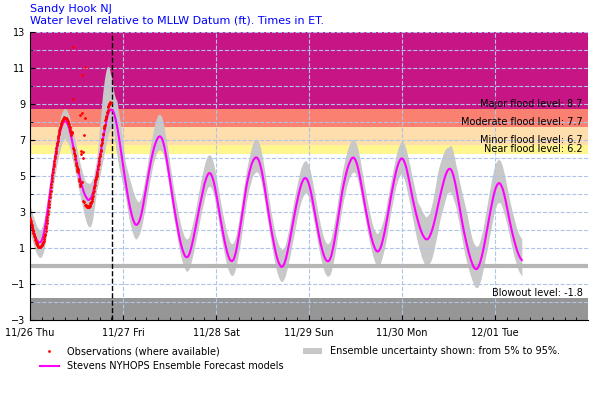 Sandy Hook NJ
Water level relative to MLLW Datum (ft). Times in ET.
13
11
9
7
5
3
1
−1
−3
Major flood level: 8.7
Moderate flood level: 7.7
Minor flood level: 6.7
Near flood level: 6.2
Blowout level: -1.8
11/26 Thu 11/27 Fri 11/28 Sat 11/29 Sun 11/30 Mon 12/01 Tue
Observations (where available)
Stevens NYHOPS Ensemble Forecast models
Ensemble uncertainty shown: from 5% to 95%.